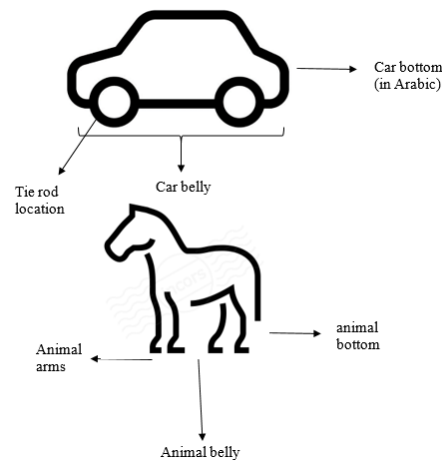 Car bottom
(in Arabic)
Car belly
Tie rod
location
animal
bottom
Animal
arms
Animal belly